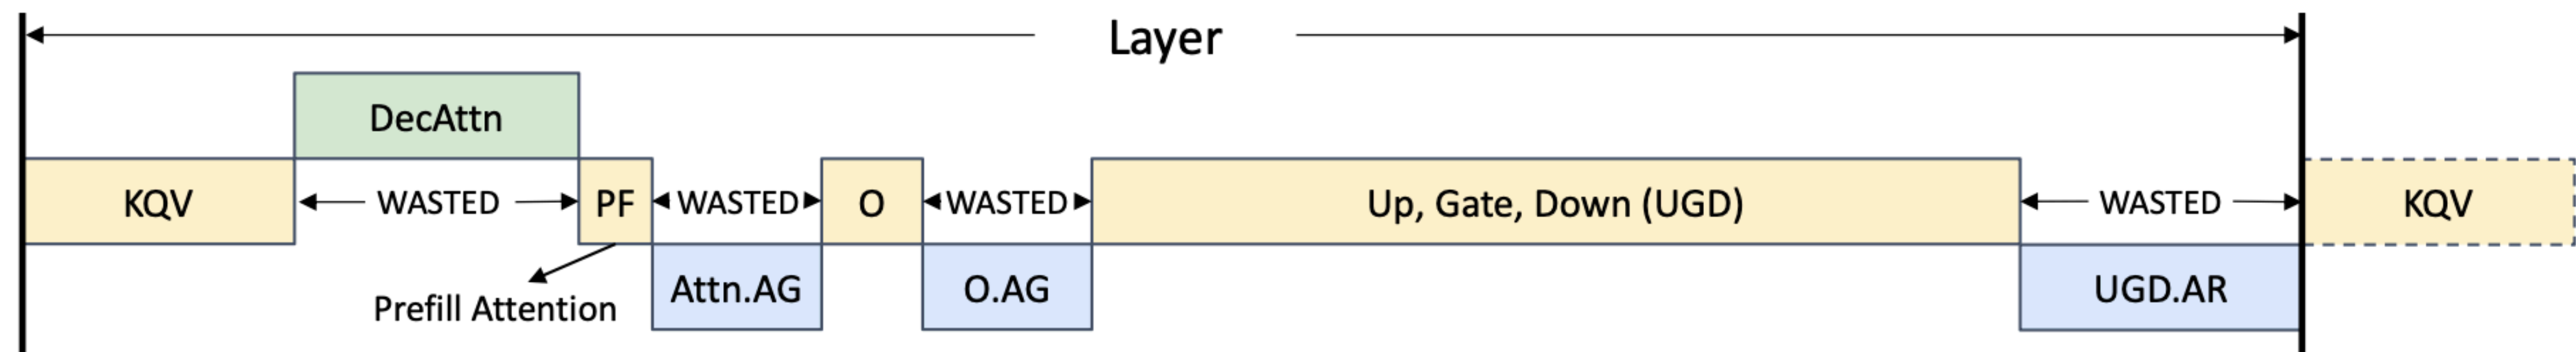 Layer
DecAttn
KQV
WASTED
PF
WASTED
O
WASTED
Up, Gate, Down (UGD)
WASTED
KQV
Prefill Attention
Attn.AG
O.AG
UGD.AR